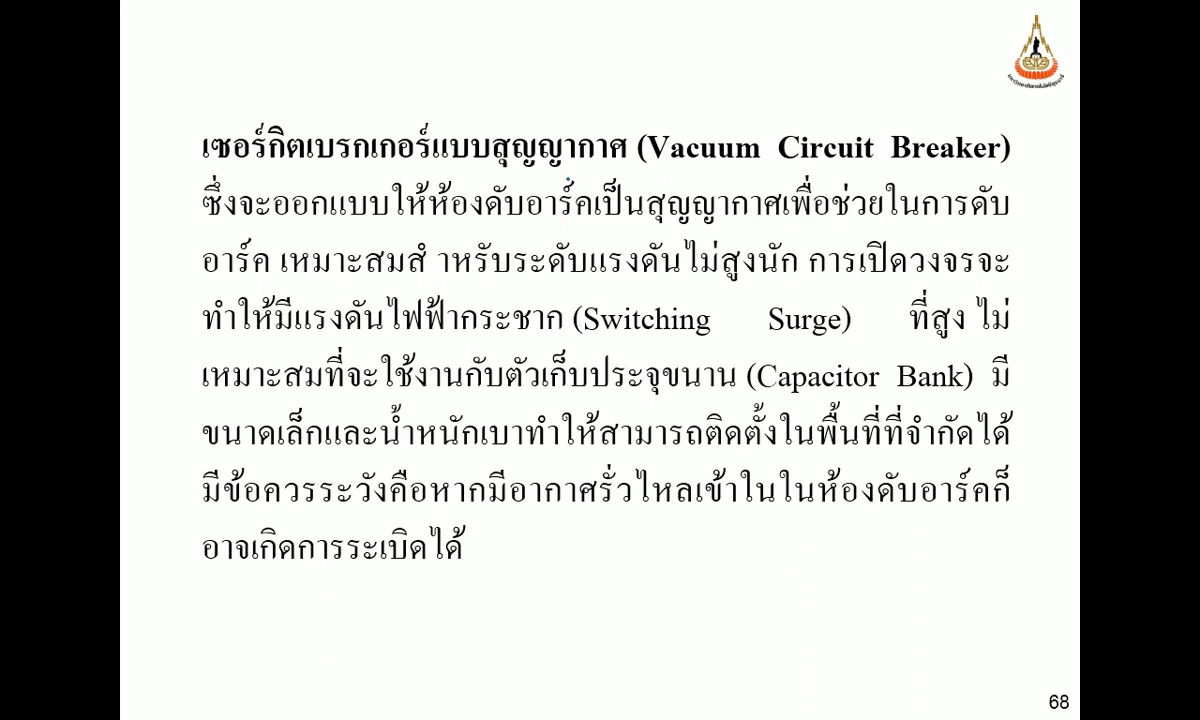 เซอร์กิตเบรกเกอร์แบบสุญญากาศ (Vacuum Circuit Breaker)
ซึ่งจะออกแบบให้ห้องดับอาร์คเป็นสุญญากาศเพื่อช่วยในการดับ
อาร์ค เหมาะสมสํ าหรับระดับแรงดันไม่สูงนัก การเปิดวงจรจะ
ทำให้มีแรงดันไฟฟ้ากระชาก (Switching Surge) ที่สูง ไม่
เหมาะสมที่จะใช้งานกับตัวเก็บประจุขนาน (Capacitor Bank) มี
ขนาดเล็กและน้ำหนักเบาทำให้สามารถติดตั้งในพื้นที่ที่จำกัดได้
มีข้อควรระวังคือหากมีอากาศรั่วไหลเข้าในในห้องดับอาร์คก็
อาจเกิดการระเบิดได้
68